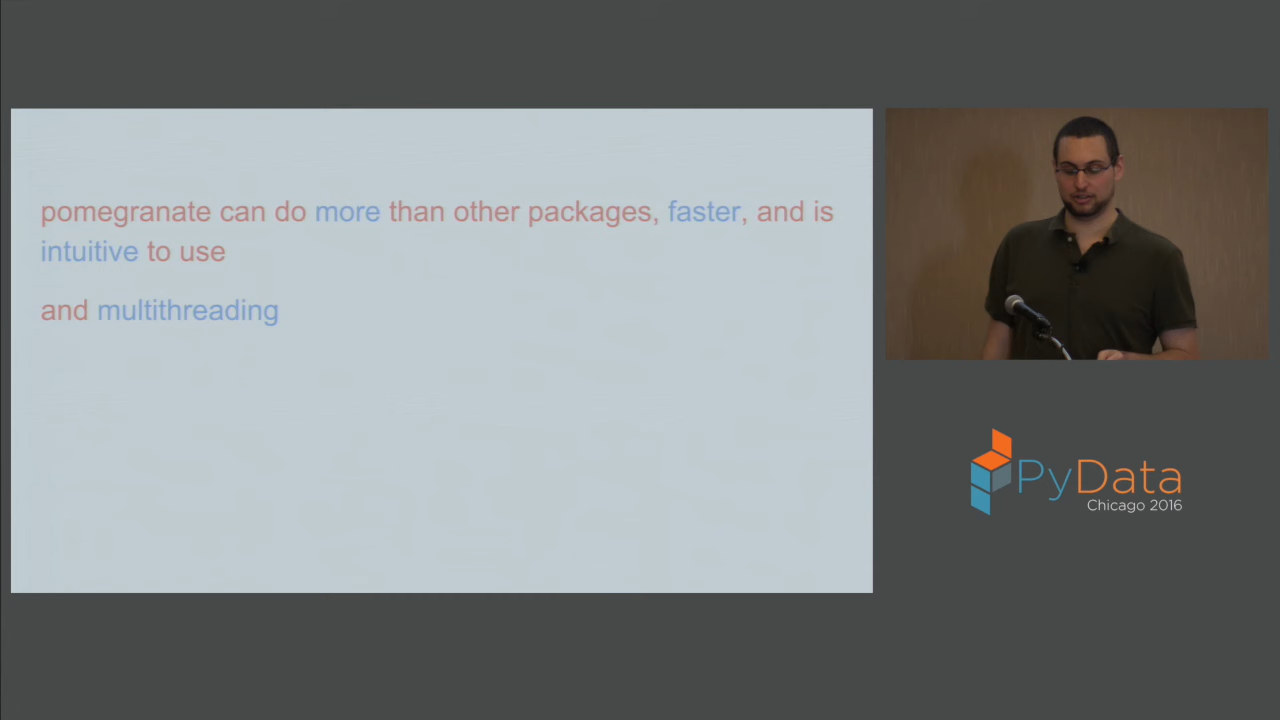 pomegranate can do more than other packages, faster, and is
intuitive to use
and multithreading
PyData
Chicago 2016